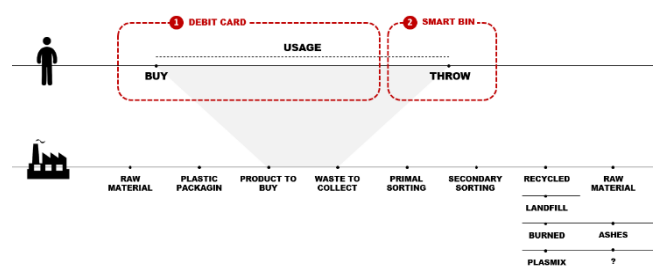 1 DEBIT CARD
2 SMART BIN
USAGE
BUY
THROW
RAW
MATERIAL
PLASTIC
PACKAGIN
PRODUCT TO
BUY
WASTE TO
COLLECT
PRIMAL
SORTING
SECONDARY
SORTING
RECYCLED
RAW
MATERIAL
LANDFILL
BURNED
ASHES
PLASMIX
?